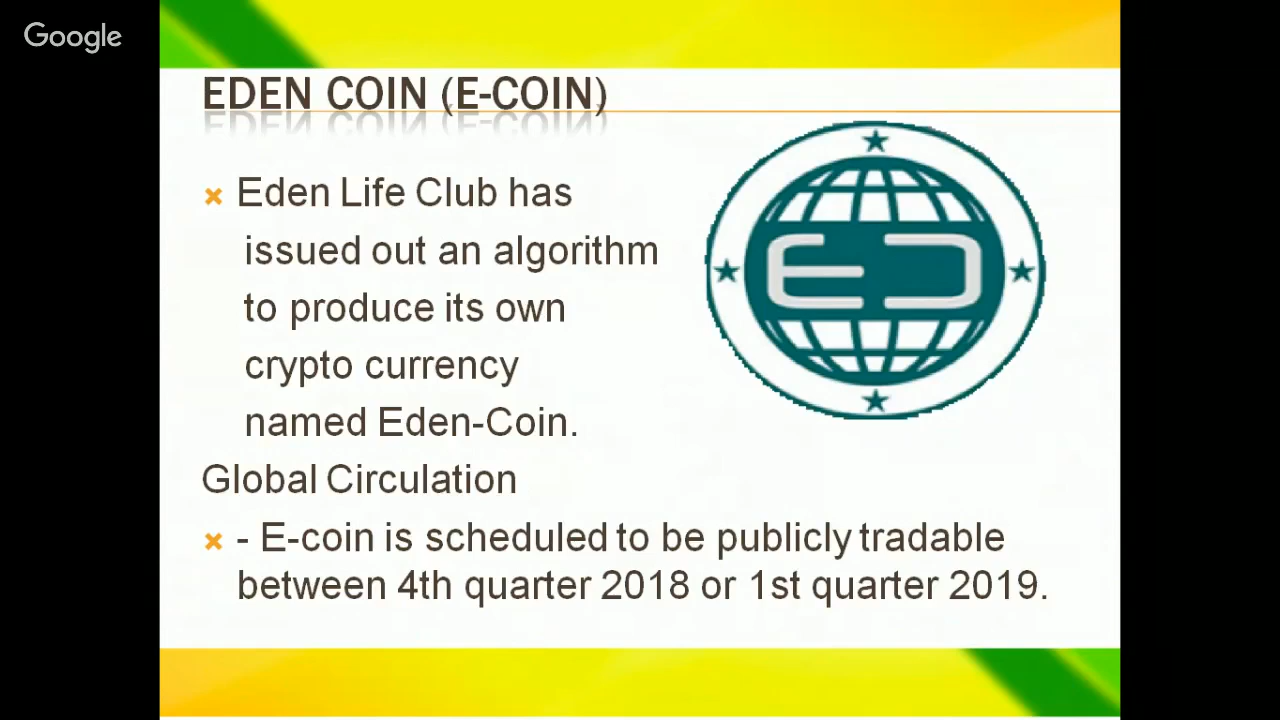 Google
EDEN COIN (E-COIN)
Eden Life Club has
issued out an algorithm
to produce its own
crypto currency
named Eden-Coin.
EC
Global Circulation
- E-coin is scheduled to be publicly tradable
between 4th quarter 2018 or 1st quarter 2019.